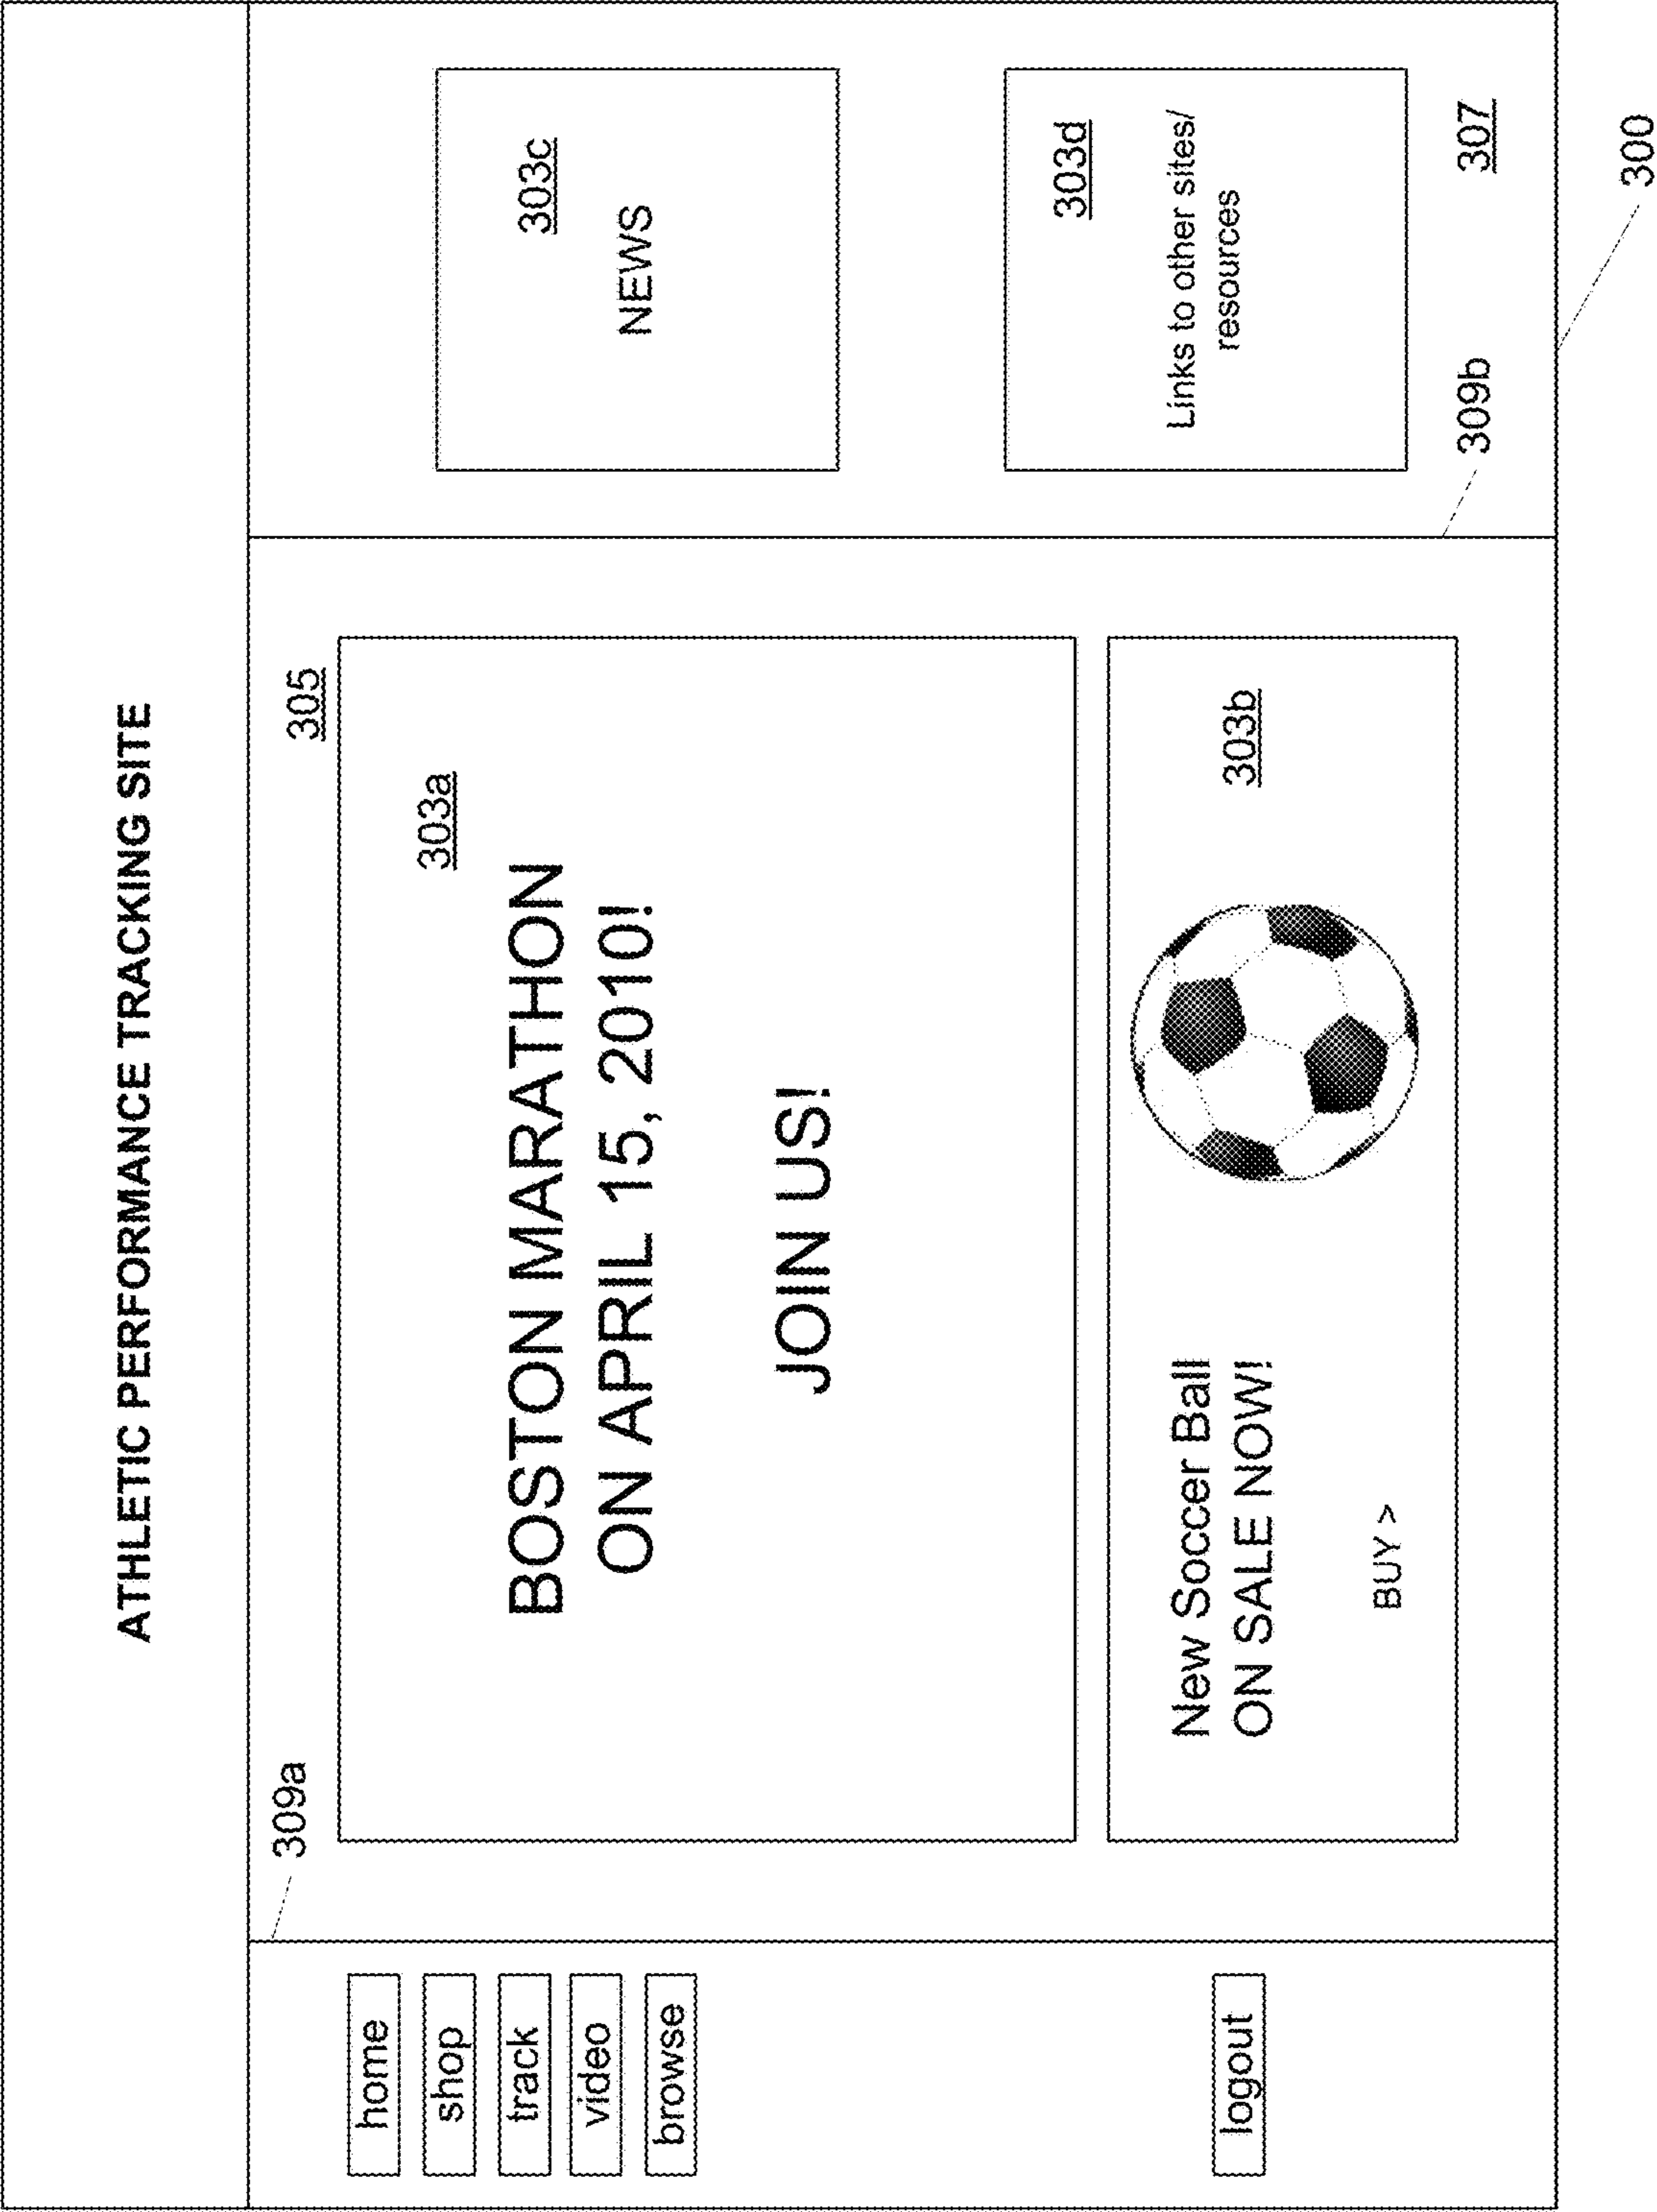 ATHLETIC PERFORMANCE TRACKING SITE
309a
305
home
shop
track
video
browse
logout
303a
BOSTON MARATHON
ON APRIL 15, 2010!
JOIN US!
New Soccer Ball
ON SALE NOW!
BUY >
303b
303c
NEWS
303d
Links to other sites/
resources
309b
307
300